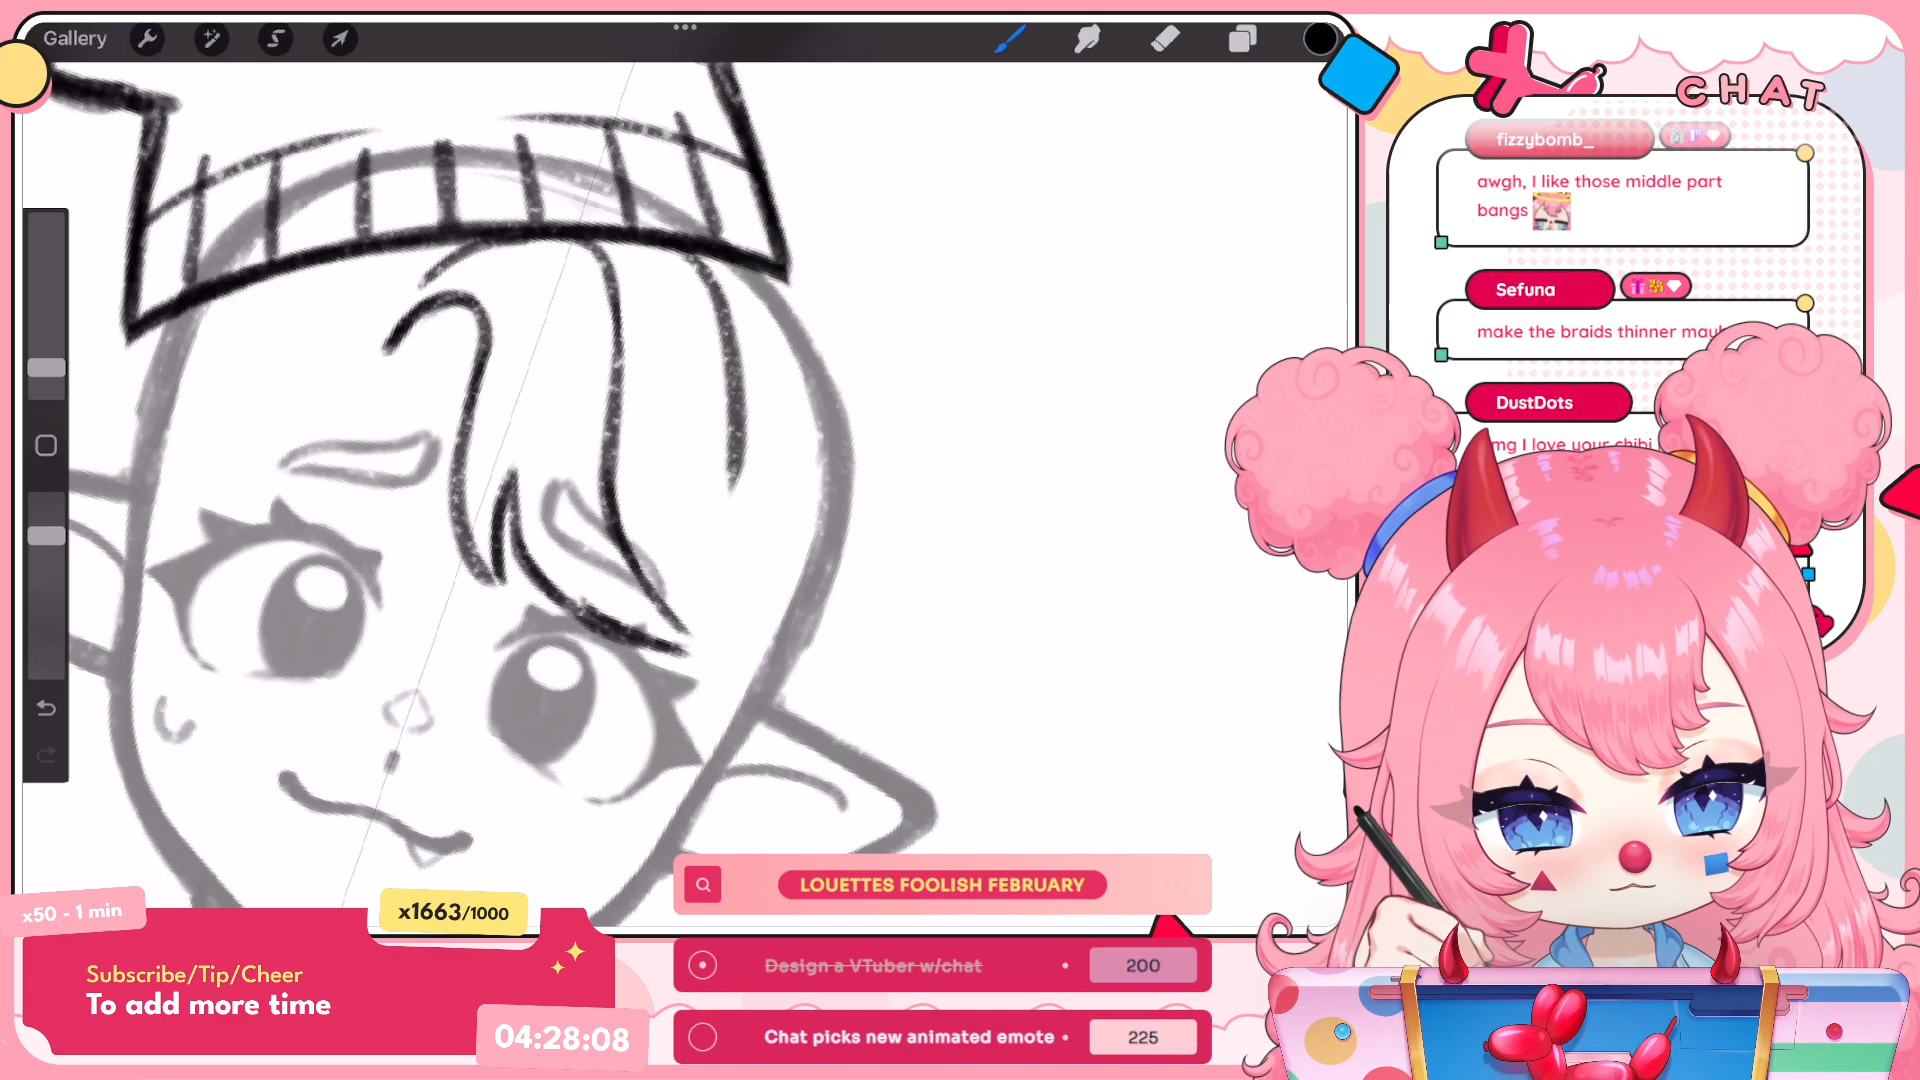 Gallery
CHAT
fizzybomb_
awgh, I like those middle part
bangs
Sefuna
make the braids thinner
DustDots
I love your chibi
LOUETTES FOOLISH FEBRUARY
x50 - 1 min
x1663/1000
Subscribe/Tip/Cheer
To add more time
04:28:08
Design a VTuber w/chat • 200
Chat picks new animated emote • 225